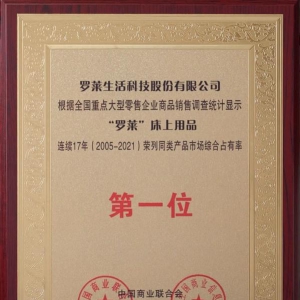 罗莱生活科技股份有限公司
根据全国重点大型零售企业商品销售调查统计显示
“罗莱”床上用品
连续17年（2005-2021）荣列同类产品市场综合占有率
第一位
中国商业联合会